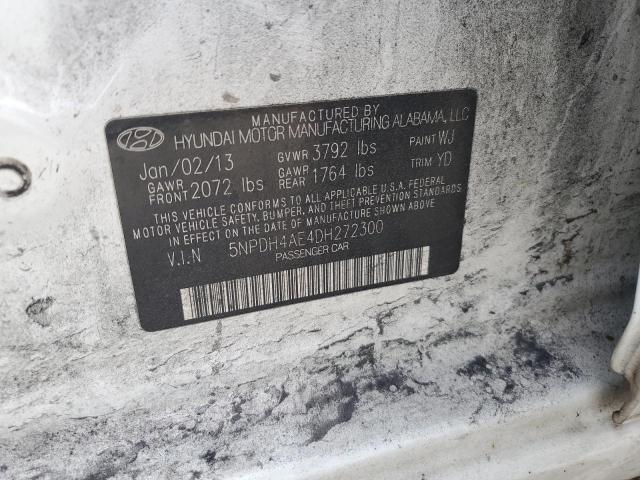 MANUFACTURED BY
HYUNDAI MOTOR MANUFACTURING ALABAMA, LLC
Jan/02/13 GVWR 3792 lbs PAINT WJ
GAWR FRONT 2072 lbs GAWR REAR 1764 lbs TRIM YD
THIS VEHICLE CONFORMS TO ALL APPLICABLE U.S.A. FEDERAL
MOTOR VEHICLE SAFETY, BUMPER, AND THEFT PREVENTION STANDARDS
IN EFFECT ON THE DATE OF MANUFACTURE SHOWN ABOVE.
V.I.N 5NPDH4AE4DH272300
PASSENGER CAR